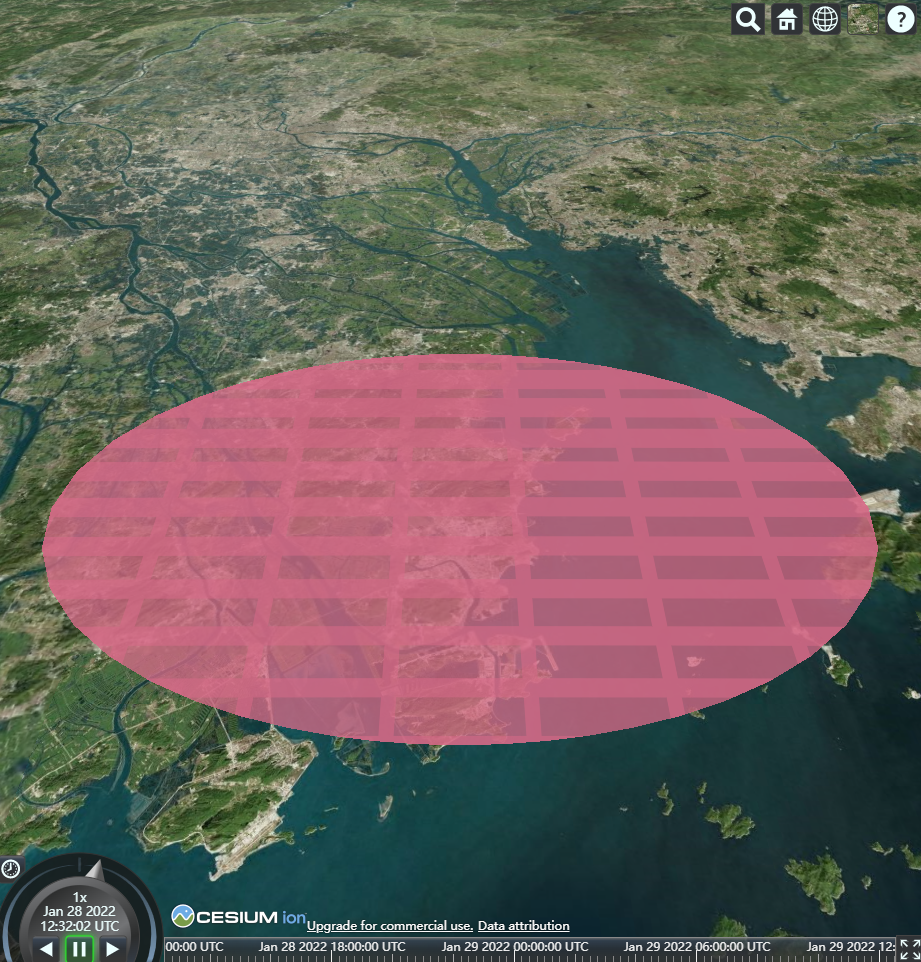 ?
1x
Jan 28 2022
12:32:02 UTC
CESIUM ion
Upgrade for commercial use. Data attribution
00:00 UTC Jan 28 2022 18:00:00 UTC Jan 29 2022 00:00:00 UTC Jan 29 2022 06:00:00 UTC Jan 29 2022 12: